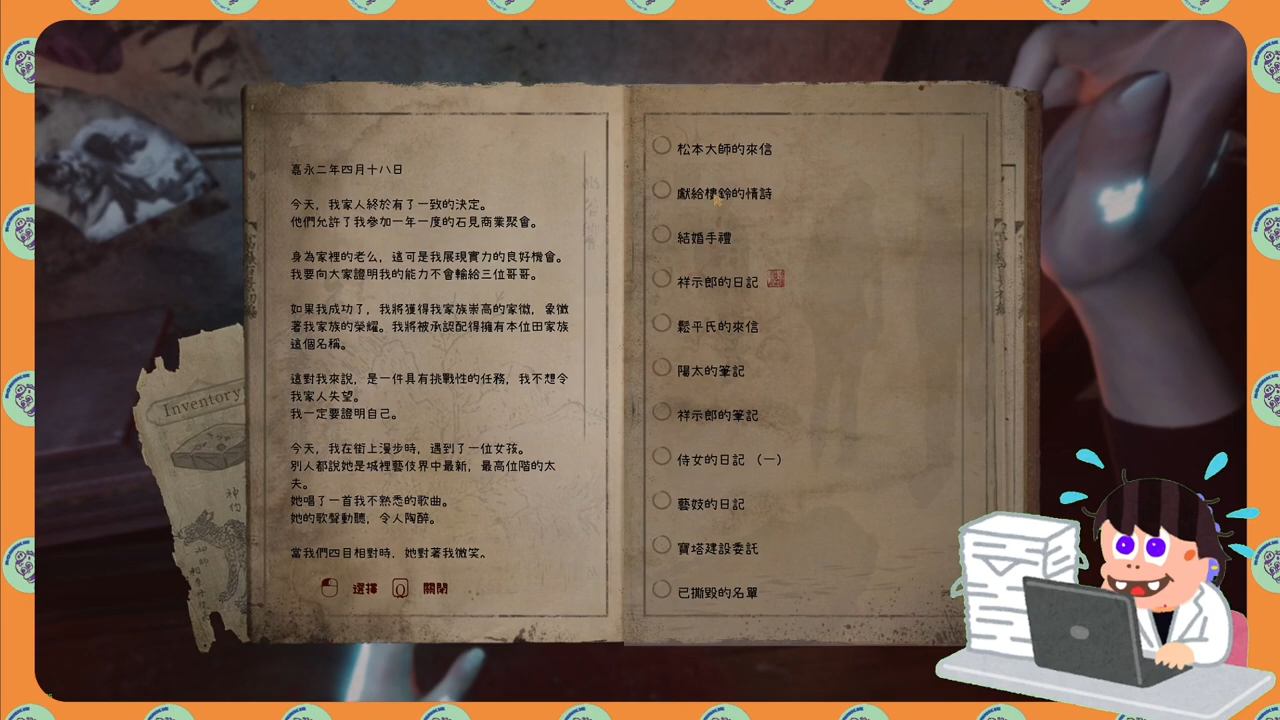 嘉永二年四月十八日
今天，我家人終於有了一致的決定。
他們允許了我參加一年一度的石見商業聚會。
身為家裡的老么，這可是我展現實力的良好機會。
我要向大家證明我的能力不會輸給三位哥哥。
如果我成功了，我將獲得我家族崇高的家徽，象徵
著我家族的榮耀。我將被承認配得擁有本位田家族
這個名稱。
這對我來說，是一件具有挑戰性的任務，我不想令
我家人失望。
我一定要證明自己。
今天，我在街上漫步時，遇到了一位女孩。
別人都說她是城裡藝伎界中最新，最高位階的太
夫。
她唱了一首我不熟悉的歌曲。
她的歌聲動聽，令人陶醉。
當我們四目相對時，她對著我微笑。
選擇 Q 關閉
松本大師的來信
獻給樓鈴的情詩
結婚手禮
祥示郎的日記
鬆平氏的來信
陽太的筆記
祥示郎的筆記
侍女的日記（一）
藝妓的日記
寶塔建設委託
已撕毀的名單
Inventory